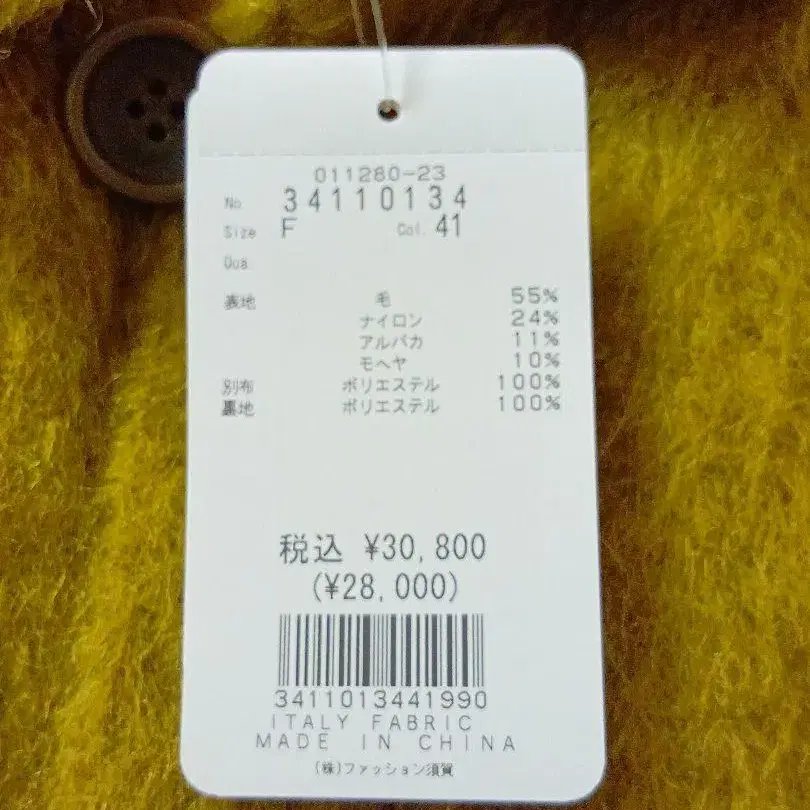 011280-23
No 34110134
Size F Col. 41
Qua.
表地 毛 55%
ナイロン 24%
アルパカ 11%
モヘヤ 10%
別布 ポリエステル 100%
裏地 ポリエステル 100%
税込 ¥30,800
(¥28,000)
3411013441990
ITALY FABRIC
MADE IN CHINA
(株)ファッション須賀